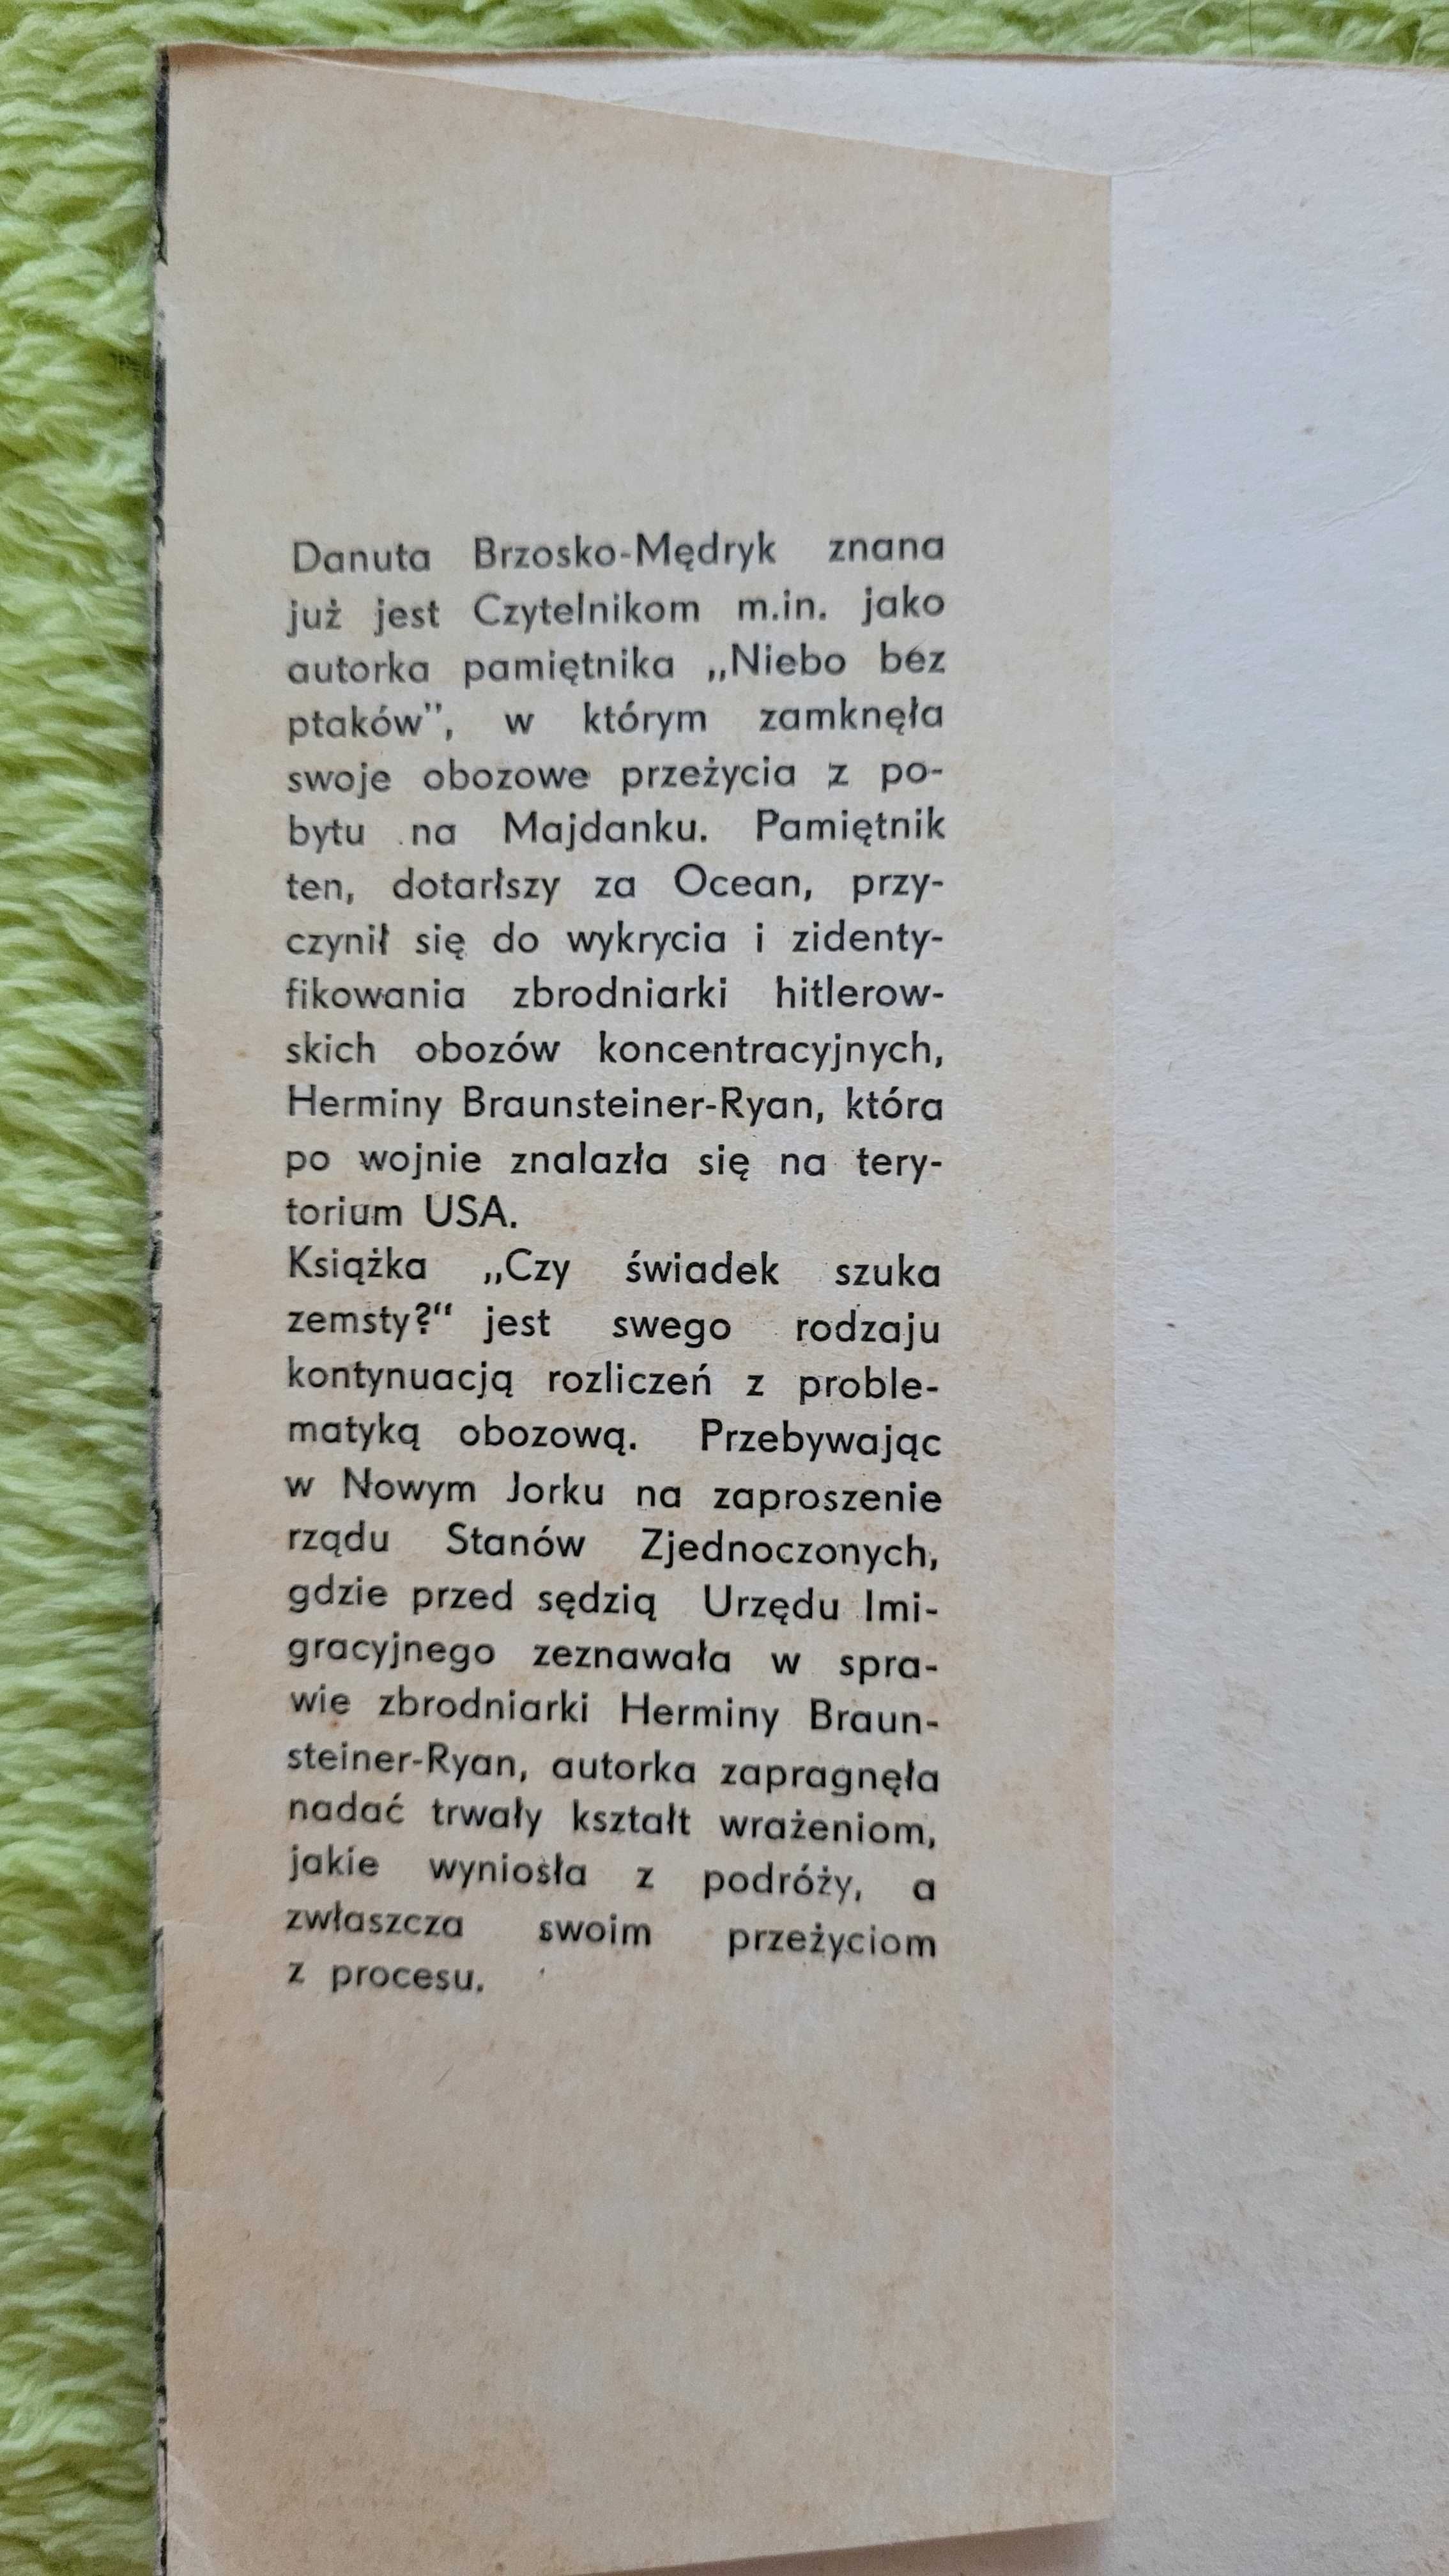 Danuta Brzosko-Mędryk znana
już jest Czytelnikom m.in. jako
autorka pamiętnika „Niebo bez
ptaków", w którym zamknęła
swoje obozowe przeżycia z po-
bytu na Majdanku. Pamiętnik
ten, dotarłszy za Ocean, przy-
czynił się do wykrycia i zidenty-
fikowania zbrodniarki hitlerow-
skich obozów koncentracyjnych,
Herminy Braunsteiner-Ryan, która
po wojnie znalazła się na tery-
torium USA.
Książka „Czy świadek szuka
zemsty?“ jest swego rodzaju
kontynuacją rozliczeń z proble-
matyką obozową. Przebywając
w Nowym Jorku na zaproszenie
rządu Stanów Zjednoczonych,
gdzie przed sędzią Urzędu Imi-
gracyjnego zeznawała w spra-
wie zbrodniarki Herminy Braun-
steiner-Ryan, autorka zapragnęła
nadać trwały kształt wrażeniom,
jakie wyniosła z podróży, a
zwłaszcza swoim przeżyciom
z procesu.